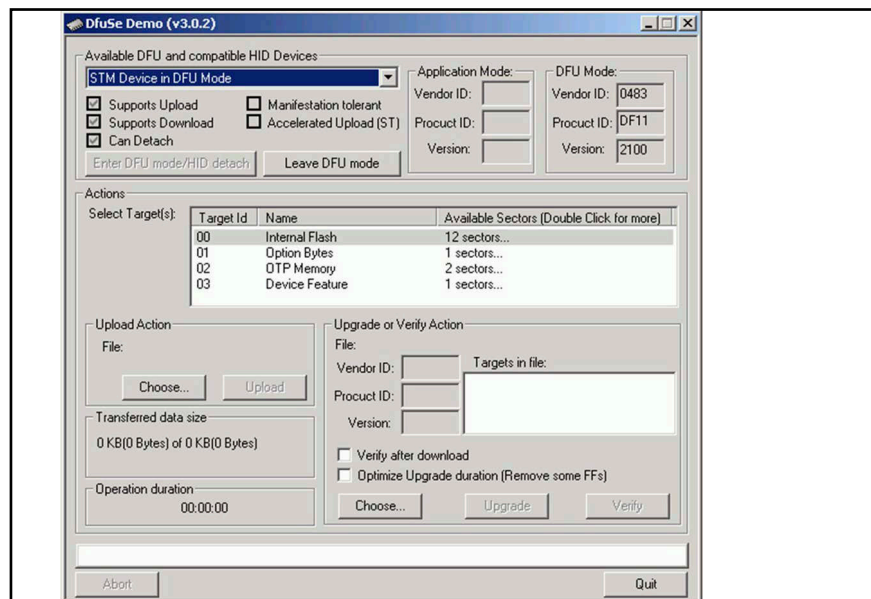 DfuSe Demo (v3.0.2)
Available DFU and compatible HID Devices
STM Device in DFU Mode
Supports Upload
Manifestation tolerant
Supports Download
Accelerated Upload (ST)
Can Detach
Enter DFU mode/HID detach
Leave DFU mode
Application Mode:
Vendor ID:
Procuct ID:
Version:
DFU Mode:
Vendor ID: 0483
Procuct ID: DF11
Version: 2100
Actions
Select Target(s):
Target Id Name Available Sectors (Double Click for more)
00 Internal Flash 12 sectors...
01 Option Bytes 1 sectors...
02 OTP Memory 2 sectors...
03 Device Feature 1 sectors...
Upload Action
File:
Choose...
Upload
Transferred data size
0 KB(0 Bytes) of 0 KB(0 Bytes)
Operation duration
00:00:00
Upgrade or Verify Action
File:
Vendor ID:
Targets in file:
Procuct ID:
Version:
Verify after download
Optimize Upgrade duration (Remove some FFs)
Choose...
Upgrade
Verify
Abort
Quit